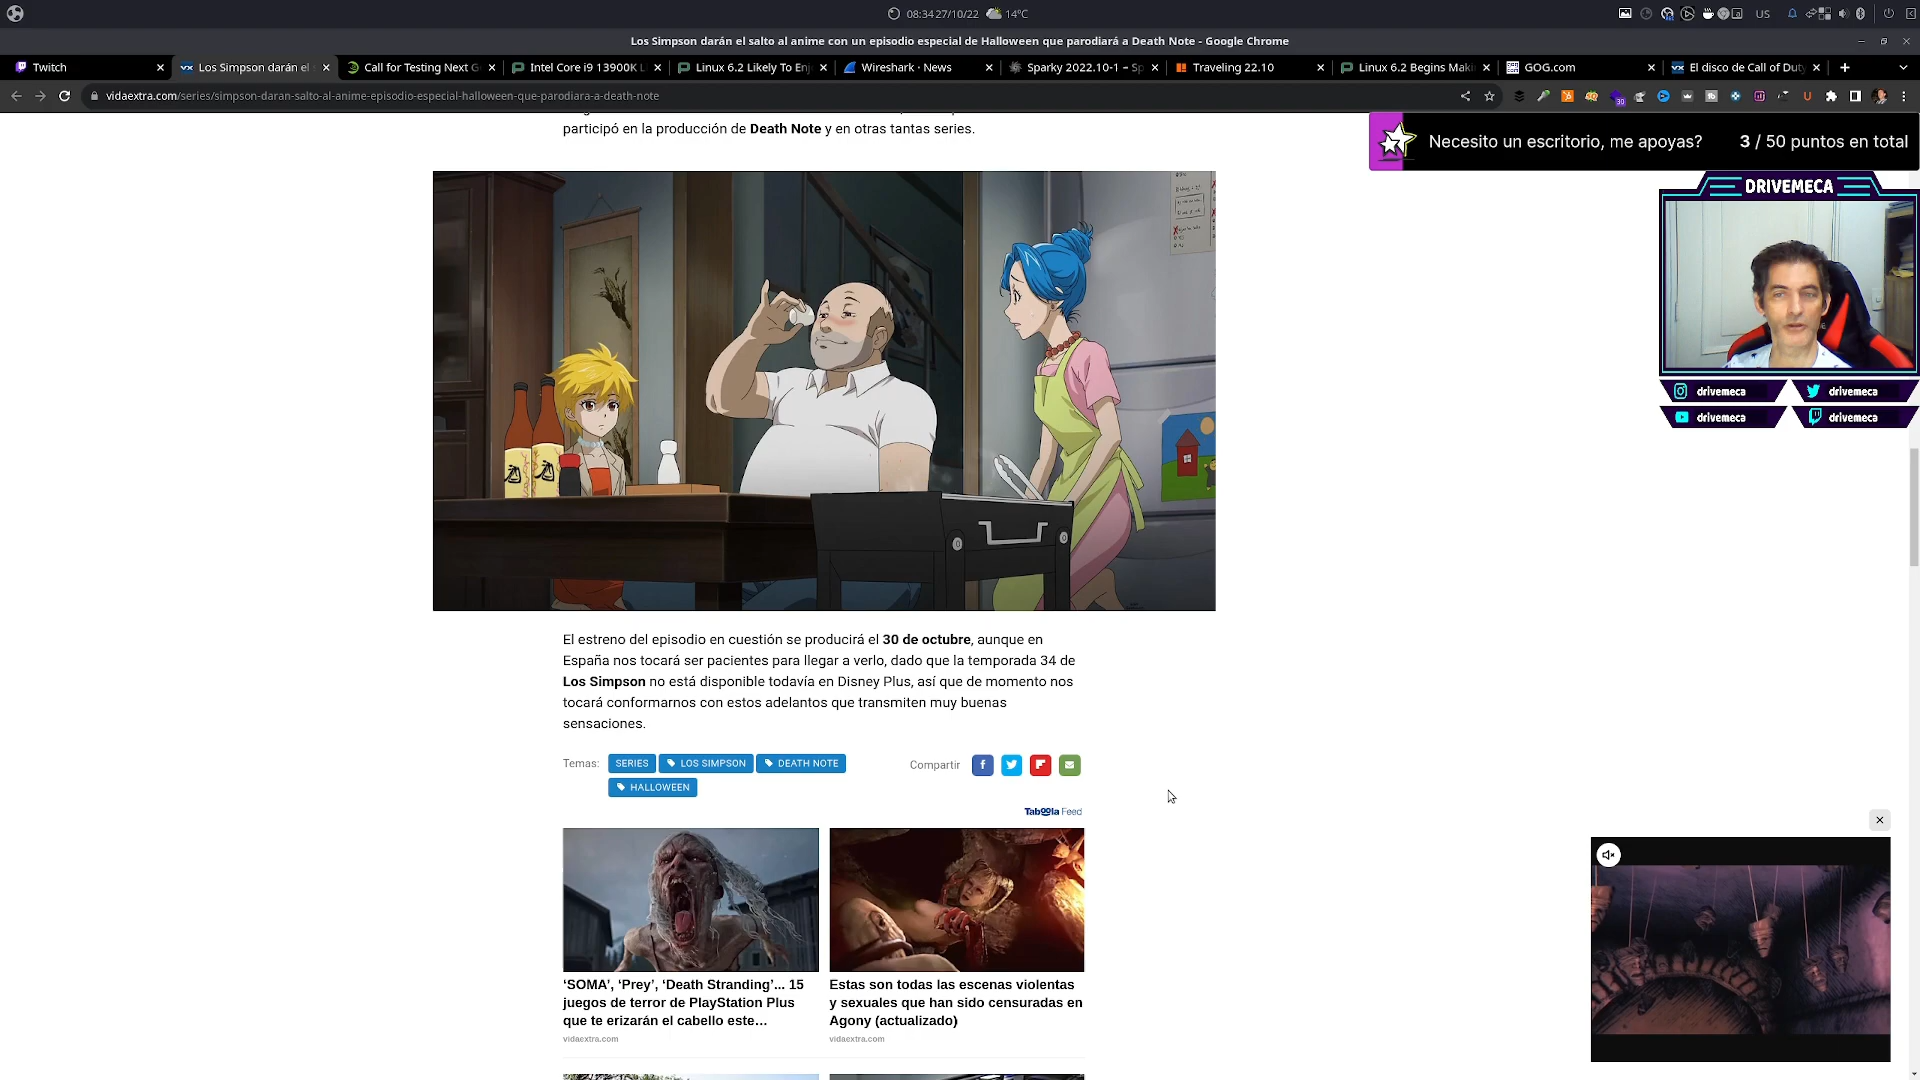 08:34 27/10/22
14°C
US
Los Simpson darán el salto al anime con un episodio especial de Halloween que parodiará a Death Note - Google Chrome
Twitch
Los Simpson darán el
Call for Testing Next G
Intel Core i9 13900K L
Linux 6.2 Likely To Enj
Wireshark · News
Sparky 2022.10-1 – Sp
Traveling 22.10
Linux 6.2 Begins Maki
GOG.com
El disco de Call of Duty
vidaextra.com/series/simpson-daran-salto-al-anime-episodio-especial-halloween-que-parodiara-a-death-note
30
participó en la producción de Death Note y en otras tantas series.
Necesito un escritorio, me apoyas?
3 / 50 puntos en total
DRIVEMECA
drivemeca
drivemeca
drivemeca
drivemeca
El estreno del episodio en cuestión se producirá el 30 de octubre, aunque en
España nos tocará ser pacientes para llegar a verlo, dado que la temporada 34 de
Los Simpson no está disponible todavía en Disney Plus, así que de momento nos
tocará conformarnos con estos adelantos que transmiten muy buenas
sensaciones.
Temas:
SERIES
LOS SIMPSON
DEATH NOTE
HALLOWEEN
Compartir
Taboola Feed
‘SOMA’, ‘Prey’, ‘Death Stranding’... 15
juegos de terror de PlayStation Plus
que te erizarán el cabello este…
vidaextra.com
Estas son todas las escenas violentas
y sexuales que han sido censuradas en
Agony (actualizado)
vidaextra.com